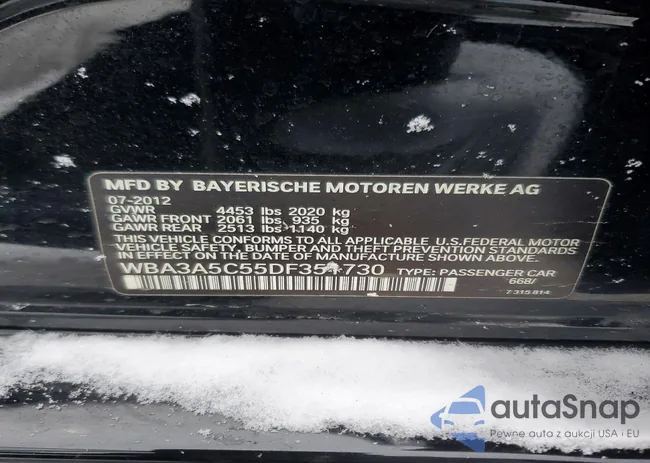 MFD BY BAYERISCHE MOTOREN WERKE AG
07-2012
GVWR 4453 lbs 2020 kg
GAWR FRONT 2061 lbs 935 kg
GAWR REAR 2513 lbs 1140 kg
THIS VEHICLE CONFORMS TO ALL APPLICABLE U.S.FEDERAL MOTOR
VEHICLE SAFETY, BUMPER AND THEFT PREVENTION STANDARDS
IN EFFECT ON THE DATE OF MANUFACTURE SHOWN ABOVE.
TYPE: PASSENGER CAR
668/
7 315 814
autoSnap
Pewne auta z aukcji USA i EU